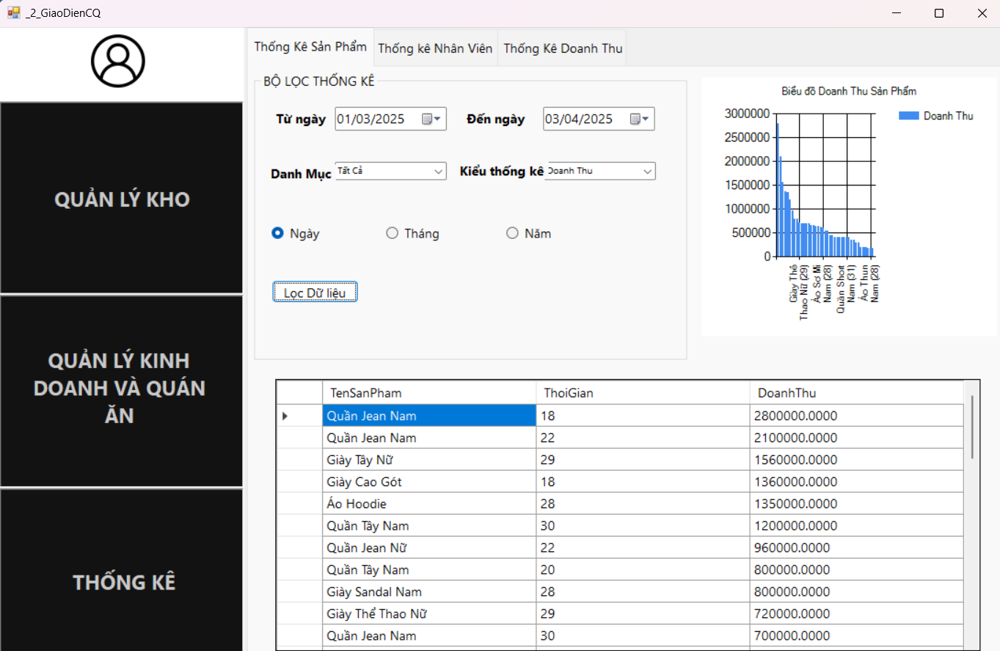 _2_GiaoDienCQ
QUẢN LÝ KHO
QUẢN LÝ KINH
DOANH VÀ QUÁN
ĂN
THỐNG KÊ
Thống Kê Sản Phẩm
Thống kê Nhân Viên
Thống Kê Doanh Thu
BỘ LỌC THỐNG KÊ
Từ ngày
01/03/2025
Đến ngày
03/04/2025
Danh Mục
Tất Cả
Kiểu thống kê
Doanh Thu
Ngày
Tháng
Năm
Lọc Dữ liệu
Biểu đồ Doanh Thu Sản Phẩm
Doanh Thu
3000000
2500000
2000000
1500000
1000000
500000
0
Giày Thể
Thao Nữ (29)
Áo Sơ Mi
Nam (28)
Quần Short
Nam (31)
Áo Thun
Nam (28)
TenSanPham ThoiGian DoanhThu
Quần Jean Nam 18 2800000.0000
Quần Jean Nam 22 2100000.0000
Giày Tây Nữ 29 1560000.0000
Giày Cao Gót 18 1360000.0000
Áo Hoodie 28 1350000.0000
Quần Tây Nam 30 1200000.0000
Quần Jean Nữ 22 960000.0000
Quần Tây Nam 20 800000.0000
Giày Sandal Nam 28 800000.0000
Giày Thể Thao Nữ 29 720000.0000
Quần Jean Nam 30 700000.0000